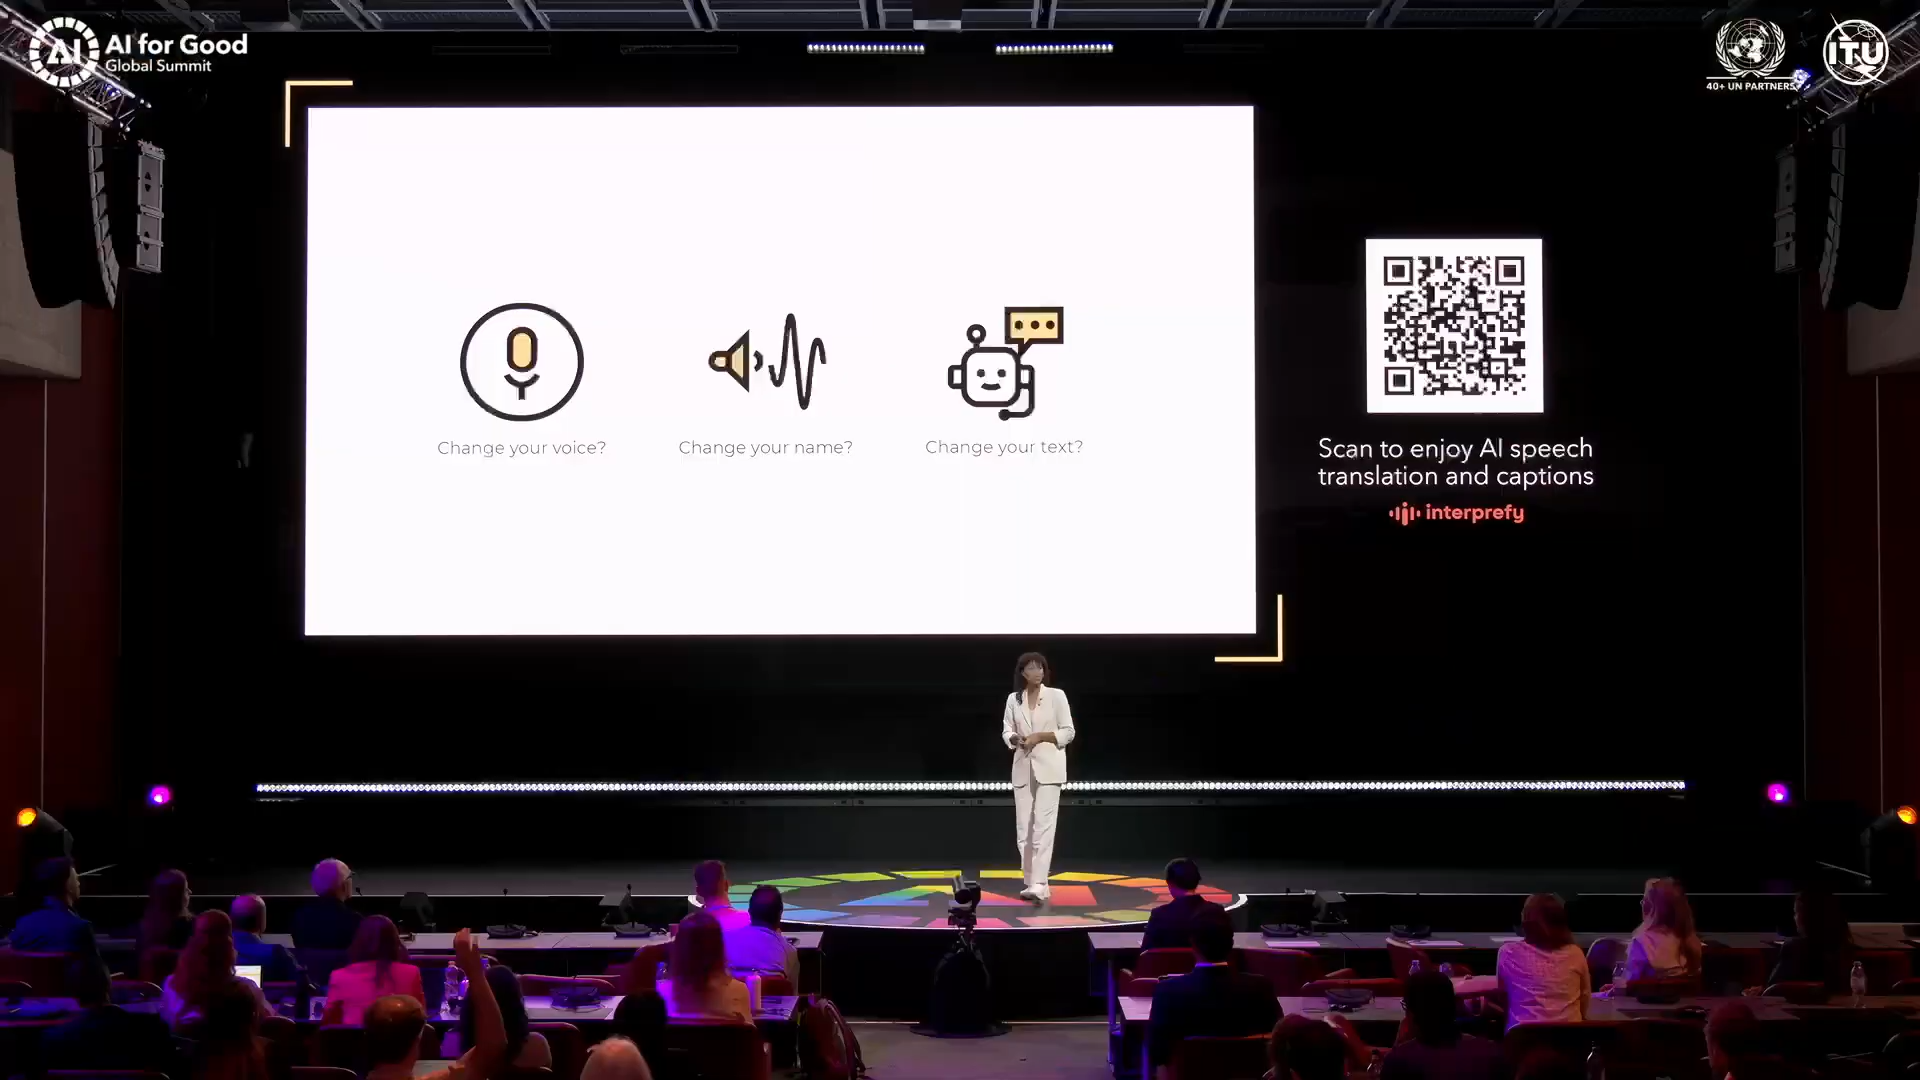 AI
AI for Good
Global Summit
40+ UN PARTNERS
ITU
Change your voice?
Change your name?
Change your text?
Scan to enjoy AI speech
translation and captions
interprefy